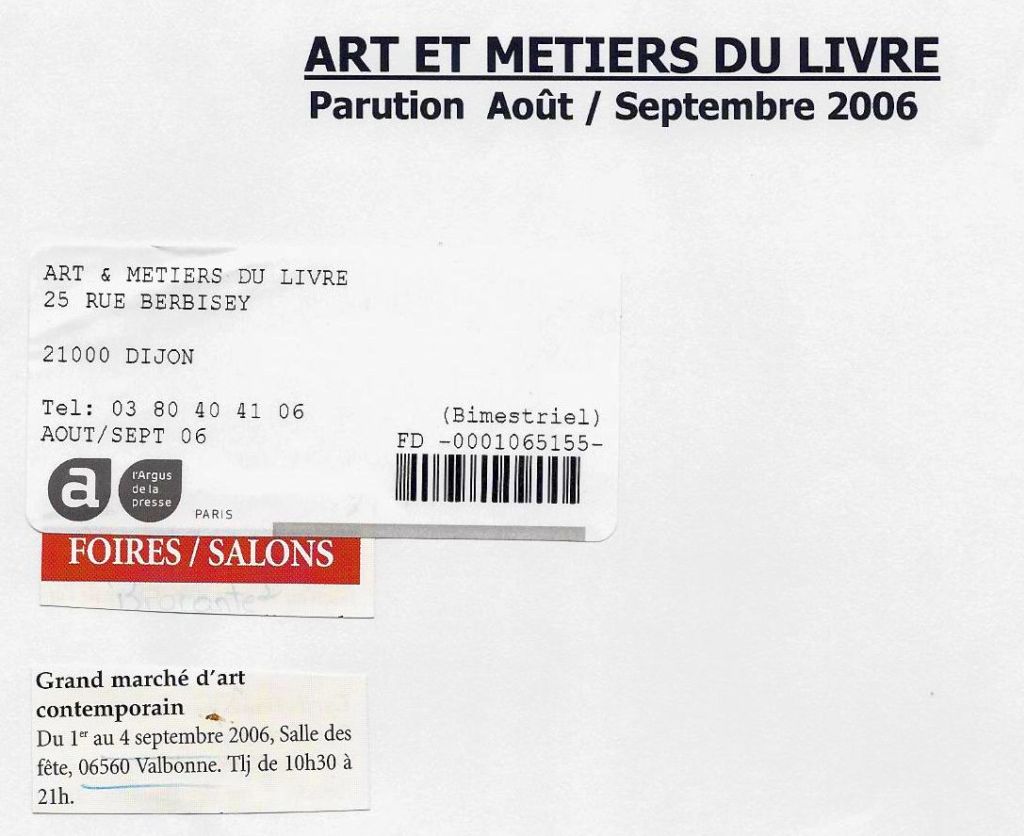 ART ET METIERS DU LIVRE
Parution Août / Septembre 2006
ART & METIERS DU LIVRE
25 RUE BERBISEY
21000 DIJON
Tel: 03 80 40 41 06
AOUT/SEPT 06
(Bimestriel)
FD -0001065155-
a
l'Argus
de la
presse
PARIS
FOIRES / SALONS
Brocante
Grand marché d'art
contemporain
Du 1er au 4 septembre 2006, Salle des
fête, 06560 Valbonne. Tlj de 10h30 à
21h.